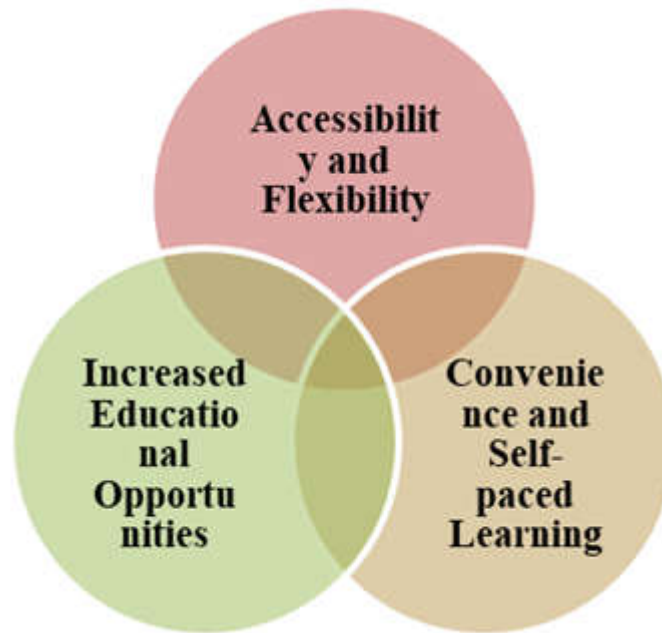 Accessibilit
y and
Flexibility
Increased
Educatio
nal
Opportu
nities
Convenie
nce and
Self-
paced
Learning